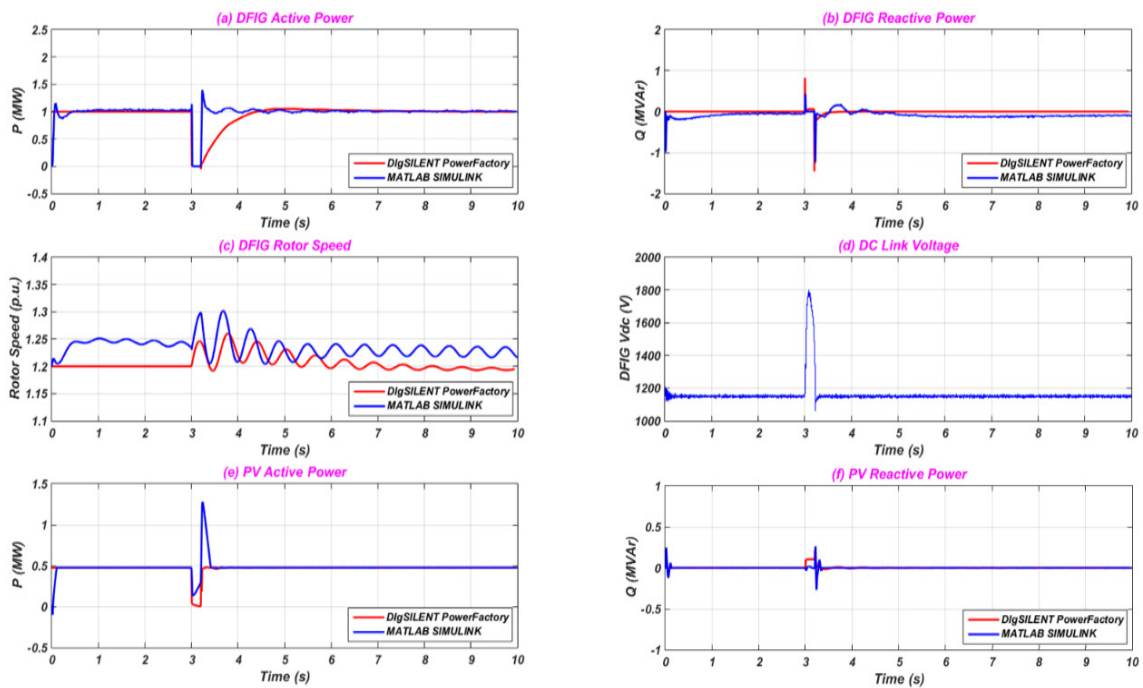 (a) DFIG Active Power
2.5
2
1.5
1
0.5
0
-0.5
P (MW)
DIgSILENT PowerFactory
MATLAB SIMULINK
0 1 2 3 4 5 6 7 8 9 10
Time (s)
(b) DFIG Reactive Power
2
1
0
-1
-2
Q (MVAr)
DIgSILENT PowerFactory
MATLAB SIMULINK
0 1 2 3 4 5 6 7 8 9 10
Time (s)
(c) DFIG Rotor Speed
1.4
1.3
1.25
1.2
1.15
1.1
Rotor Speed (p.u.)
DIgSILENT PowerFactory
MATLAB SIMULINK
0 1 2 3 4 5 6 7 8 9 10
Time (s)
(d) DC Link Voltage
2000
1800
1600
1400
1200
1000
DFIG Vdc (V)
0 1 2 3 4 5 6 7 8 9 10
Time (s)
(e) PV Active Power
1.5
1
0.5
0
-0.5
P (MW)
DIgSILENT PowerFactory
MATLAB SIMULINK
0 1 2 3 4 5 6 7 8 9 10
Time (s)
(f) PV Reactive Power
1
0.5
0
-0.5
-1
Q (MVAr)
DIgSILENT PowerFactory
MATLAB SIMULINK
0 1 2 3 4 5 6 7 8 9 10
Time (s)